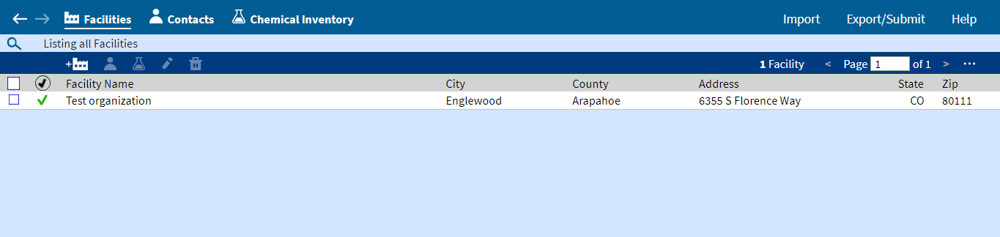 Facilities Contacts Chemical Inventory Import Export/Submit Help
Listing all Facilities
+ 1 Facility < Page 1 of 1 > ···
Facility Name City County Address State Zip
Test organization Englewood Arapahoe 6355 S Florence Way CO 80111